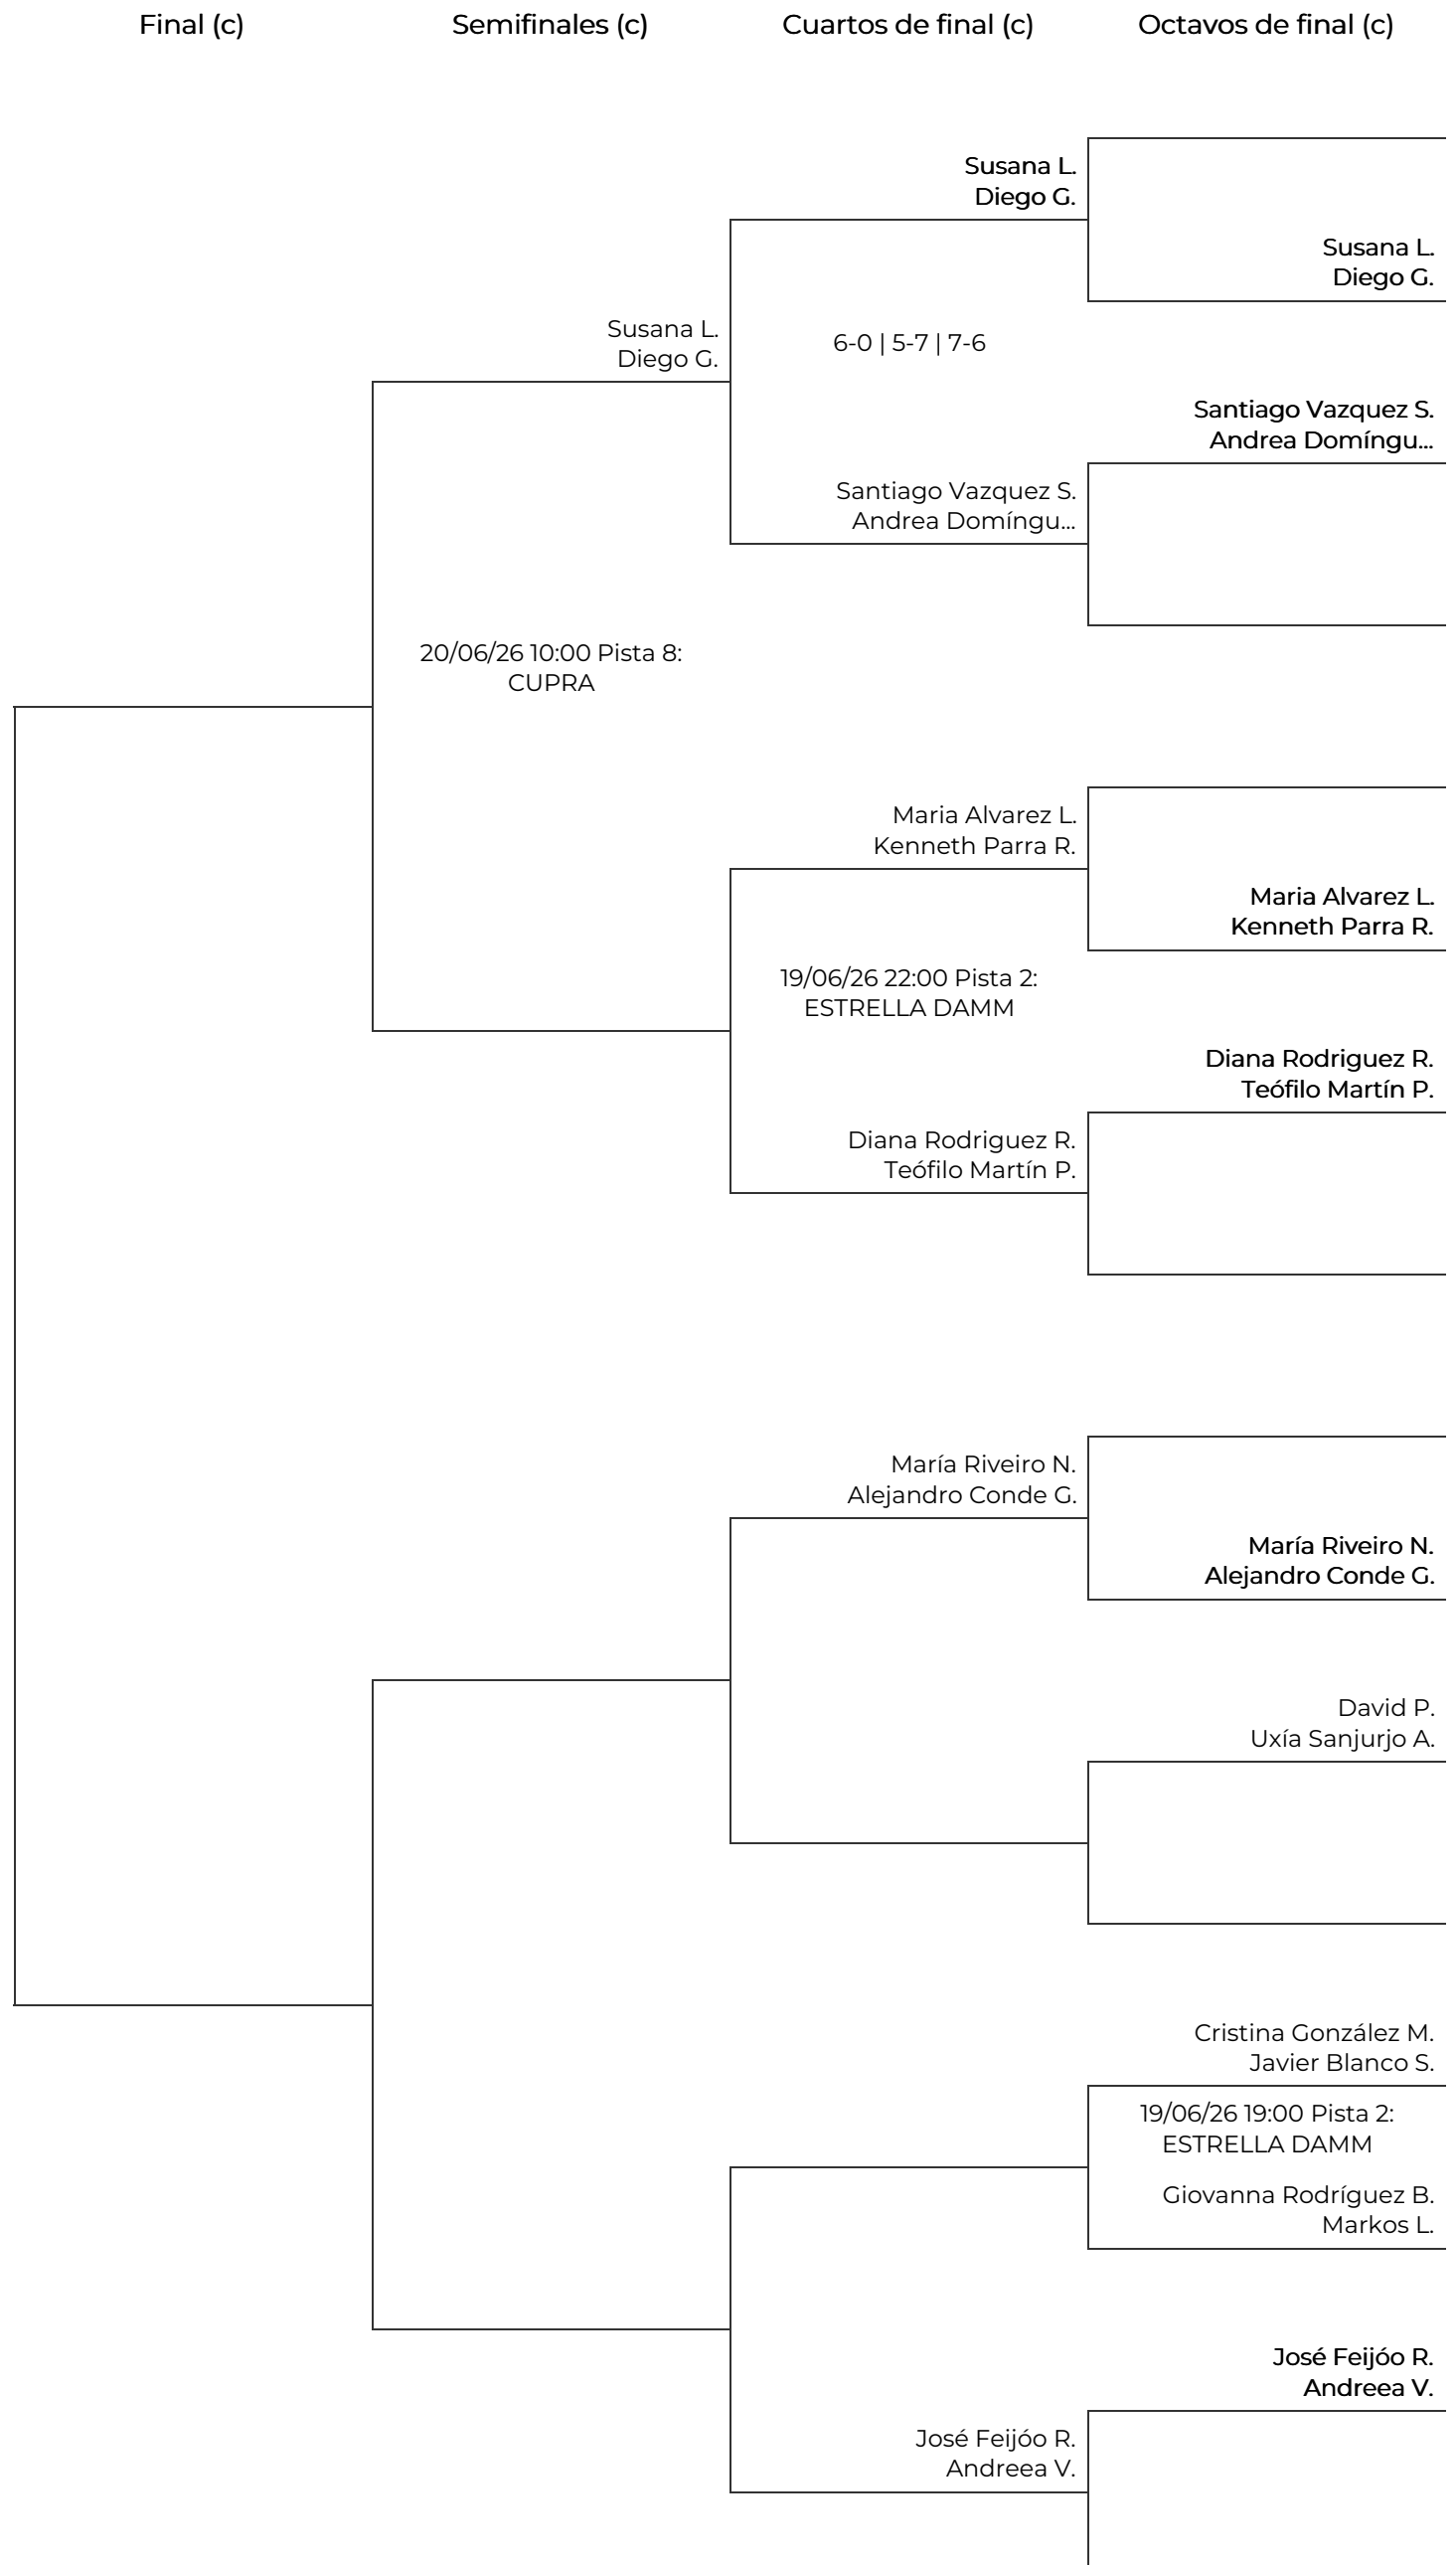 Final (c)
Semifinales (c)
Cuartos de final (c)
Octavos de final (c)
Susana L.
Diego G.
Susana L.
Diego G.
Susana L.
Diego G.
6-0 | 5-7 | 7-6
Santiago Vazquez S.
Andrea Domíngu...
Santiago Vazquez S.
Andrea Domíngu...
20/06/26 10:00 Pista 8:
CUPRA
Maria Alvarez L.
Kenneth Parra R.
Maria Alvarez L.
Kenneth Parra R.
19/06/26 22:00 Pista 2:
ESTRELLA DAMM
Diana Rodriguez R.
Teófilo Martín P.
Diana Rodriguez R.
Teófilo Martín P.
María Riveiro N.
Alejandro Conde G.
María Riveiro N.
Alejandro Conde G.
David P.
Uxía Sanjurjo A.
Cristina González M.
Javier Blanco S.
19/06/26 19:00 Pista 2:
ESTRELLA DAMM
Giovanna Rodríguez B.
Markos L.
José Feijóo R.
Andreea V.
José Feijóo R.
Andreea V.